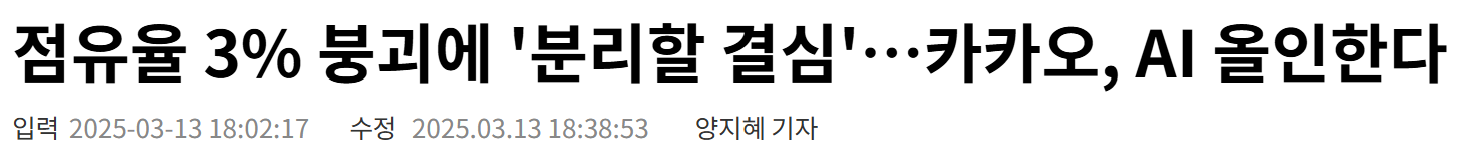 점유율 3% 붕괴에 '분리할 결심'…카카오, AI 올인한다
입력 2025-03-13 18:02:17 수정 2025.03.13 18:38:53 양지혜 기자